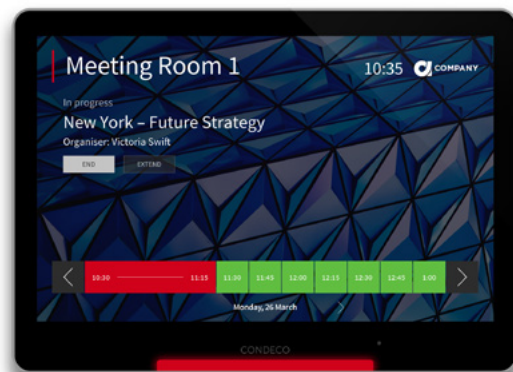 Meeting Room 1
10:35 COMPANY
In progress
New York – Future Strategy
Organiser: Victoria Swift
END EXTEND
10:30 11:15 11:30 11:45 12:00 12:15 12:30 12:45 1:00
Monday, 26 March
CONDECO